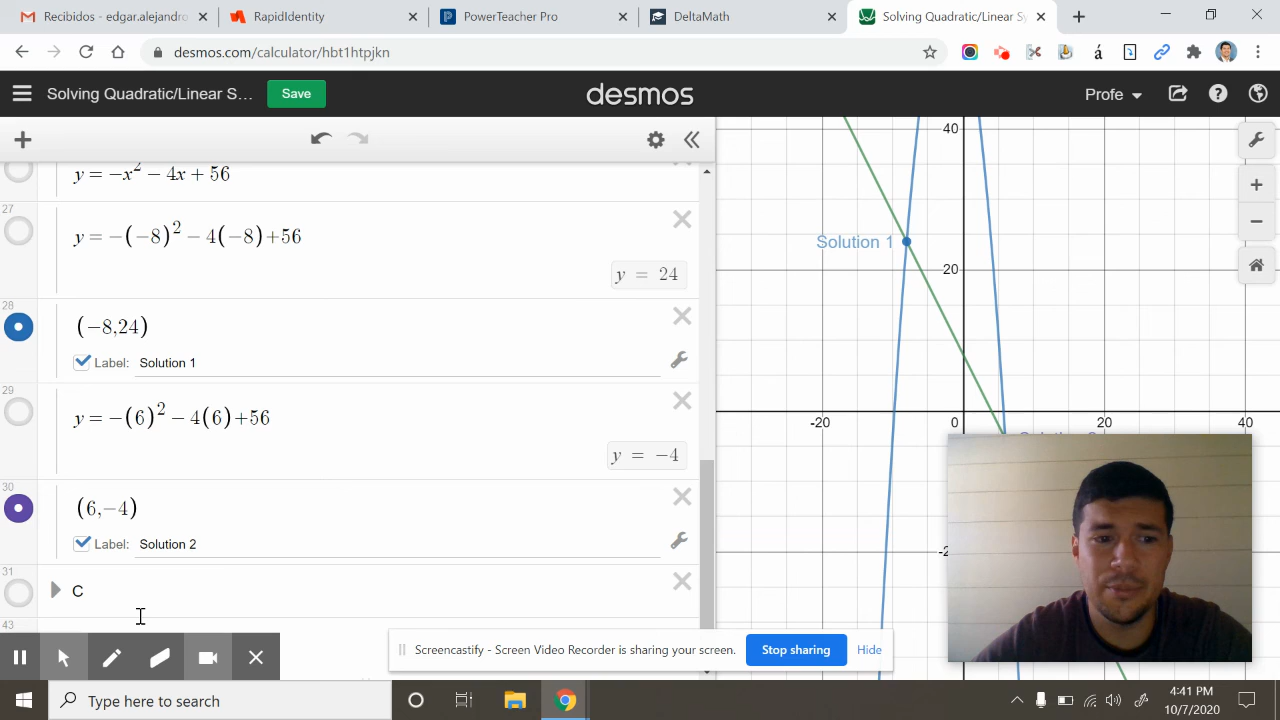 Recibidos - edgar.alejandro
RapidIdentity
PowerTeacher Pro
DeltaMath
Solving Quadratic/Linear Sy
desmos.com/calculator/hbt1htpjkn
Solving Quadratic/Linear S...
Save
desmos
Profe
y = −x² − 4x + 56
27
y = −(−8)² − 4(−8)+56
y = 24
28
(−8,24)
Label: Solution 1
29
y = −(6)² − 4(6)+56
y = −4
30
(6,−4)
Label: Solution 2
31
C
43
40
Solution 1
20
-20
0
20
40
Screencastify - Screen Video Recorder is sharing your screen.
Stop sharing
Hide
Type here to search
4:41 PM
10/7/2020